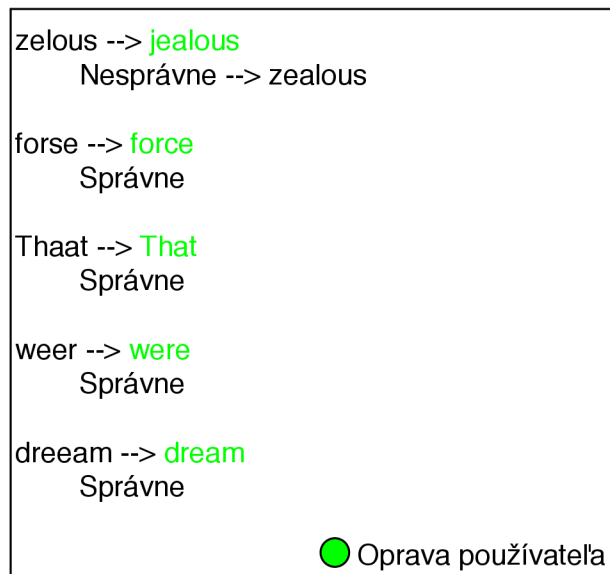 zelous --> jealous
Nesprávne --> zealous
forse --> force
Správne
Thaat --> That
Správne
weer --> were
Správne
dreeam --> dream
Správne
Oprava používateľa